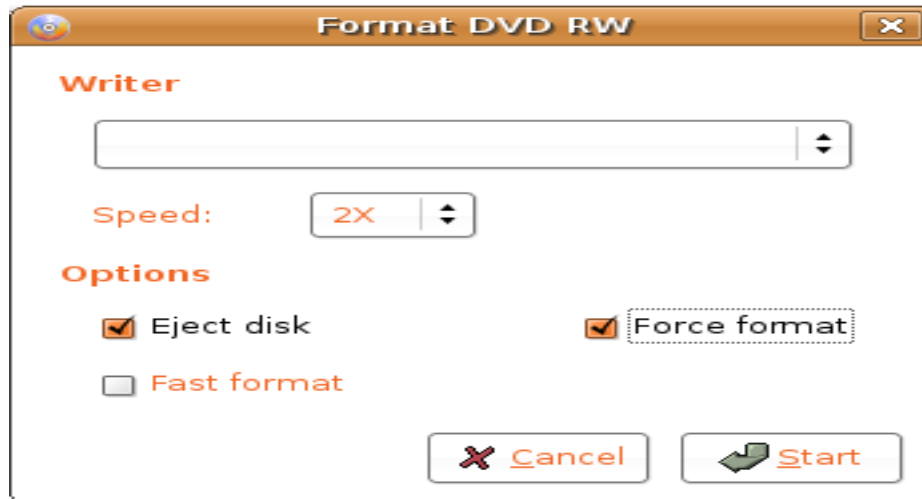 Format DVD RW
Writer
Speed: 2X
Options
Eject disk Force format
Fast format
Cancel Start